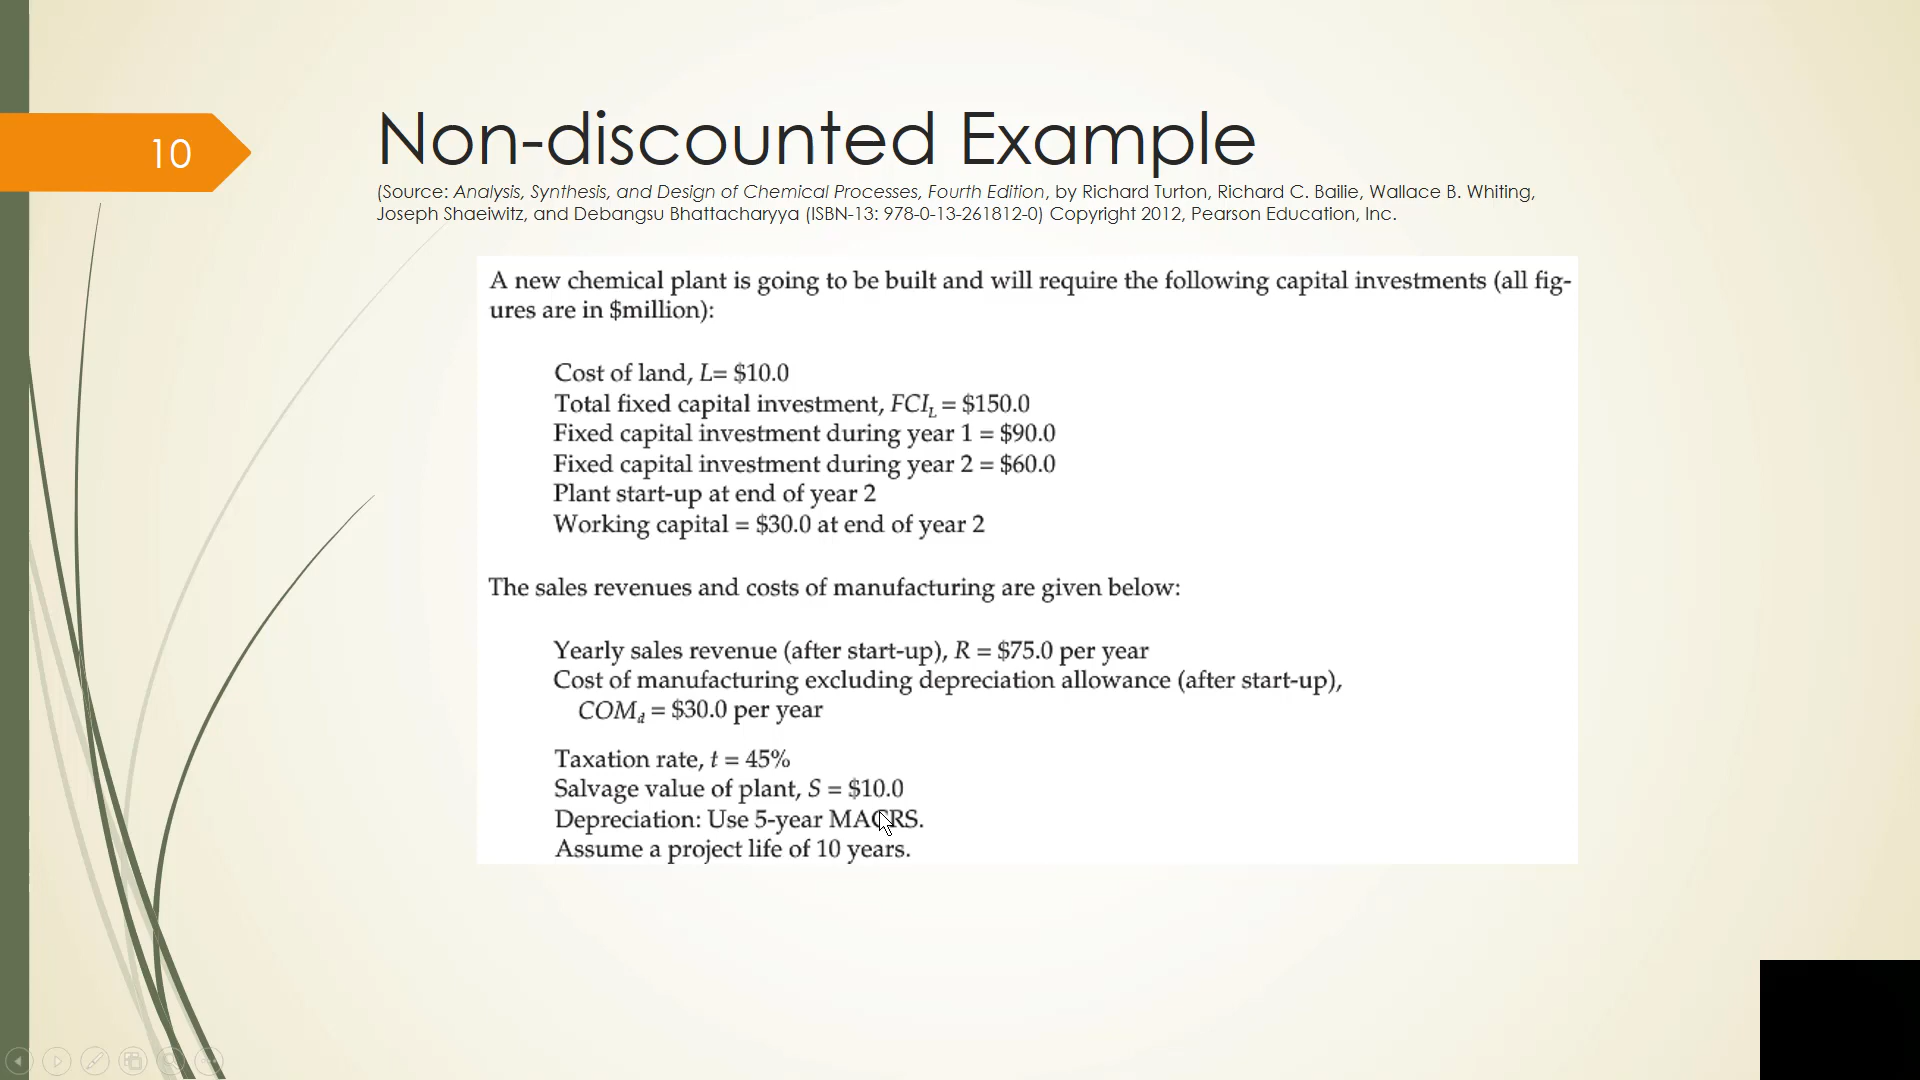 10
Non-discounted Example
(Source: Analysis, Synthesis, and Design of Chemical Processes, Fourth Edition, by Richard Turton, Richard C. Bailie, Wallace B. Whiting,
Joseph Shaeiwitz, and Debangsu Bhattacharyya (ISBN-13: 978-0-13-261812-0) Copyright 2012, Pearson Education, Inc.
A new chemical plant is going to be built and will require the following capital investments (all fig-
ures are in $million):
Cost of land, L= $10.0
Total fixed capital investment, FCI_L = $150.0
Fixed capital investment during year 1 = $90.0
Fixed capital investment during year 2 = $60.0
Plant start-up at end of year 2
Working capital = $30.0 at end of year 2
The sales revenues and costs of manufacturing are given below:
Yearly sales revenue (after start-up), R = $75.0 per year
Cost of manufacturing excluding depreciation allowance (after start-up),
COM_d = $30.0 per year
Taxation rate, t = 45%
Salvage value of plant, S = $10.0
Depreciation: Use 5-year MACRS.
Assume a project life of 10 years.